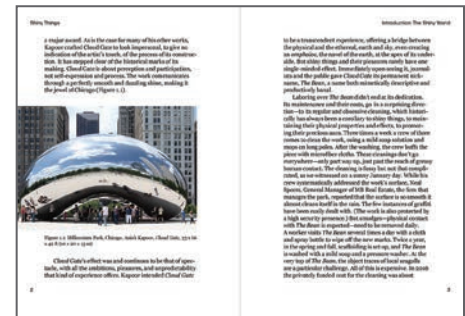 Shiny Things
a major award. As is the case for many of his other works,
Kapoor crafted Cloud Gate to look impersonal, to give no
indication of the artist's touch, of the process of its construc-
tion. It has stepped clear of the historical marks of its
making. Cloud Gate is about perception and participation,
not self-expression and process. The work communicates
through a perfectly smooth and dazzling shine, making it
the jewel of Chicago (Figure 1.1).
Figure 1.1 Millennium Park, Chicago, Anish Kapoor, Cloud Gate,
Cloud Gate's effect was and continues to be that of spec-
tacle, with all the ambitions, pleasures, and unpredictability
that kind of experience offers. Kapoor intended Cloud Gate
2
Introduction: The Shiny World
to be a transcendent experience, offering a bridge between
the physical and the ethereal, earth and sky, even creating
an omphalos, the navel of the earth, at the apex of its under-
side. But shiny things and their pleasures rarely have one
single-minded effect. Immediately upon seeing it, journal-
ists and the public gave Cloud Gate its permanent nick-
name, The Bean, a name both mimetically descriptive and
productively banal.
Laboring over The Bean didn't end at its dedication.
Its maintenance and their costs, go in a surprising direc-
tion—to its regular and obsessive cleaning, which histori-
cally has always been a corollary to shiny things, to main-
taining their physical properties and effects, to promot-
ing their precious aura. Three times a week a crew of three
comes to clean the work, using a mild soap solution and
mops on long poles. After the washing, the crew buffs the
piece with microfiber cloths. These cleanings don't go
everywhere—only part way up, just past the reach of greasy
human contact. The cleaning is fussy but not that compli-
cated, as we witnessed on a sunny January day. While his
crew systematically addressed the work's surface, Neal
Speers, General Manager of MB Real Estate, the firm that
manages the park, reported that the surface is so smooth it
almost cleans itself in the rain. The few instances of graffiti
have been easily dealt with. (The work is also protected by
a high security presence.) But smudges—physical contact
with The Bean is expected—need to be removed daily.
A worker visits The Bean several times a day with a cloth
and spray bottle to wipe off the new marks. Twice a year,
in the spring and fall, scaffolding is set up, and The Bean
is washed with a mild soap and a pressure washer. At the
very top of The Bean, the abject traces of local seagulls
are a particular challenge. All of this is expensive. In 2016
the privately funded cost for the cleaning was about
3